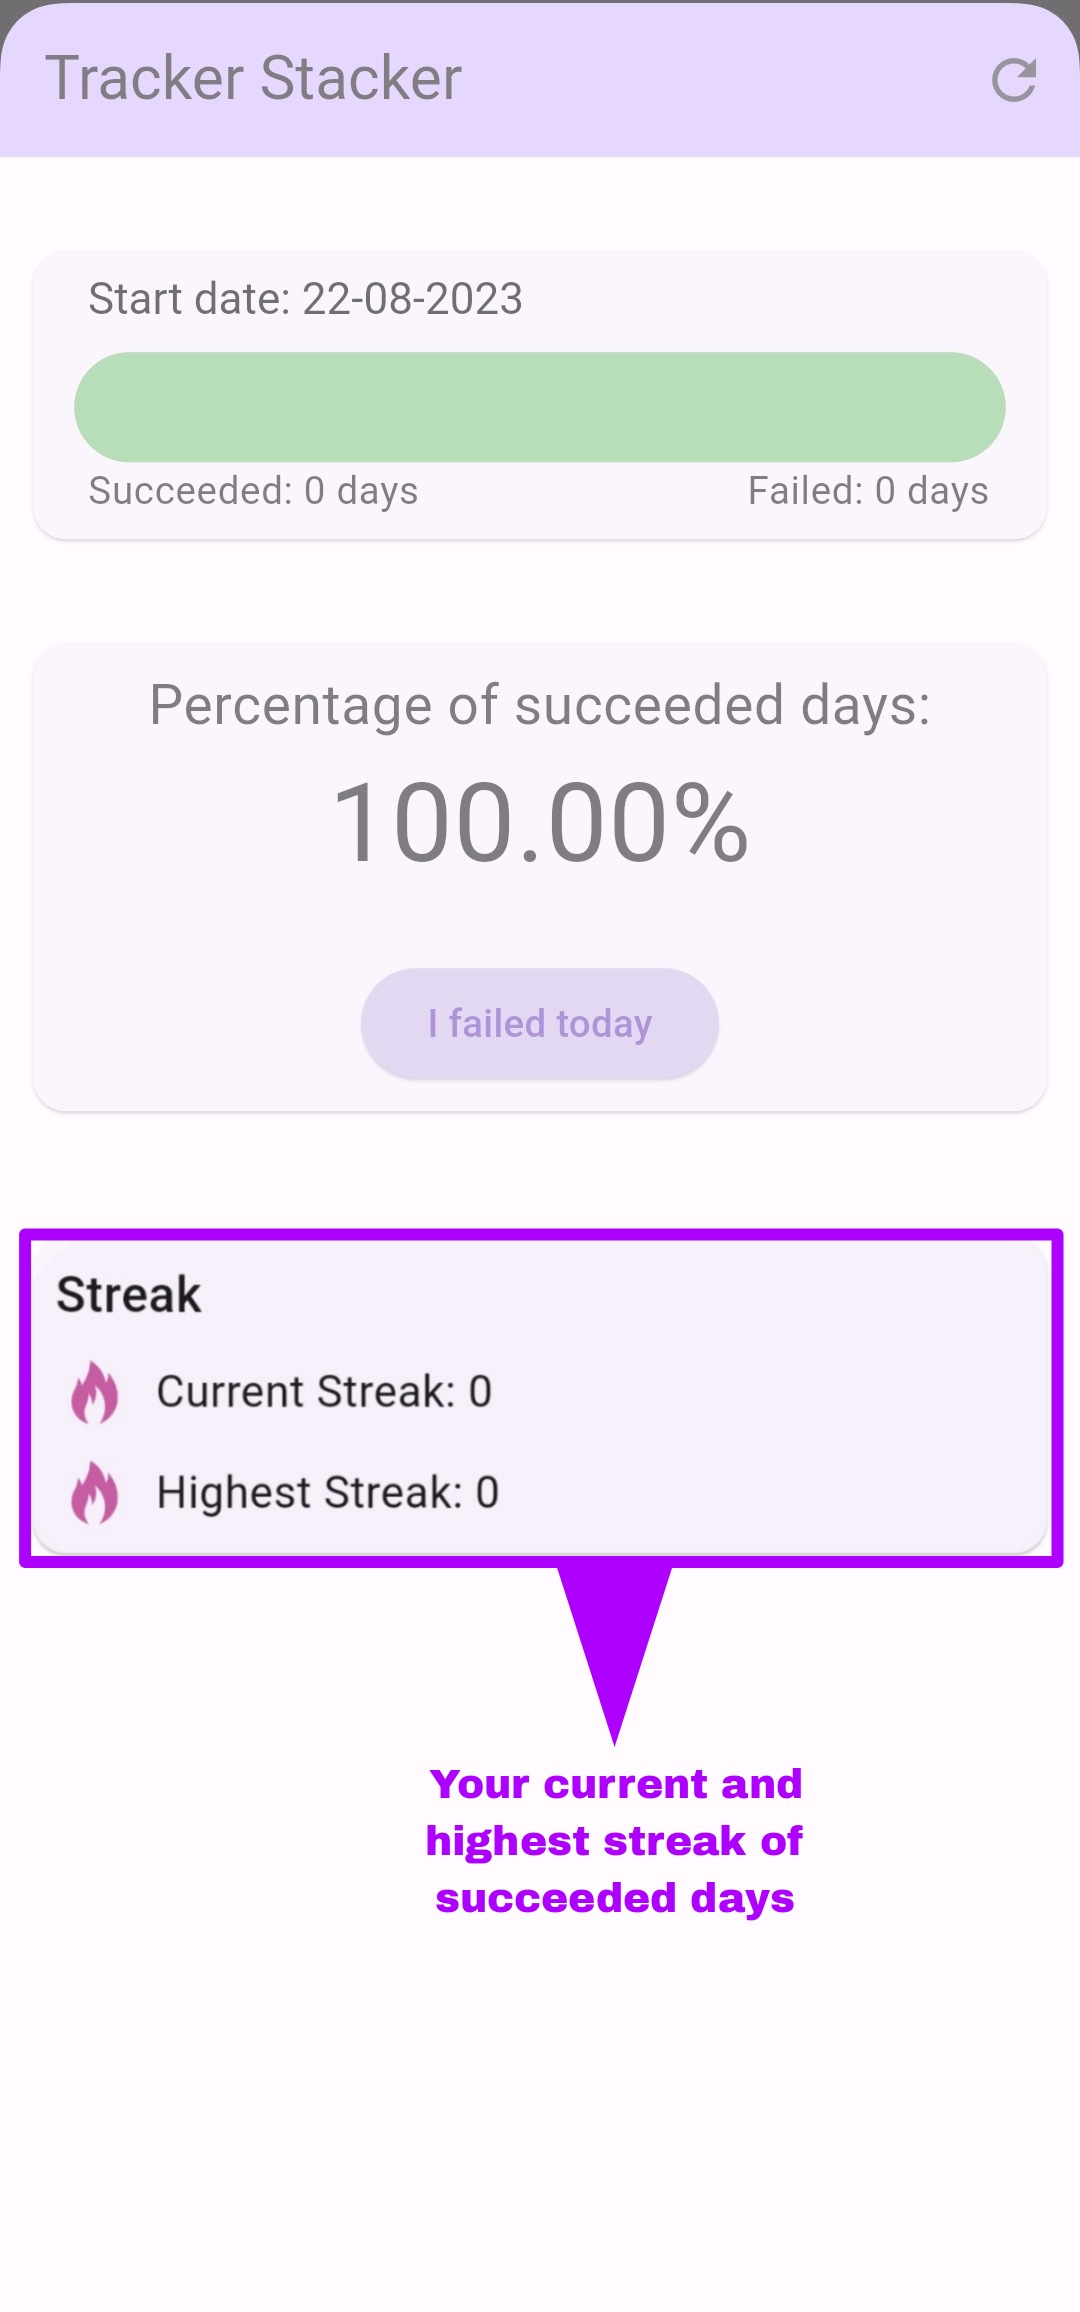 Tracker Stacker
Start date: 22-08-2023
Succeeded: 0 days
Failed: 0 days
Percentage of succeeded days:
100.00%
I failed today
Streak
Current Streak: 0
Highest Streak: 0
Your current and
highest streak of
succeeded days